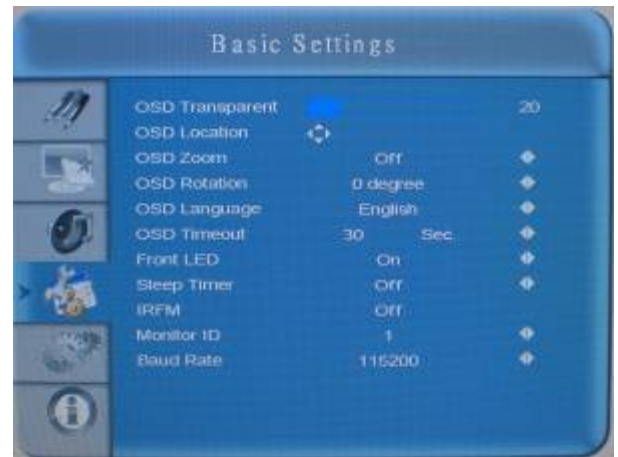 Basic Settings
OSD Transparent 20
OSD Location
OSD Zoom Off
OSD Rotation 0 degree
OSD Language English
OSD Timeout 30 Sec
Front LED On
Sleep Timer Off
IRFM Off
Monitor ID 1
Baud Rate 115200